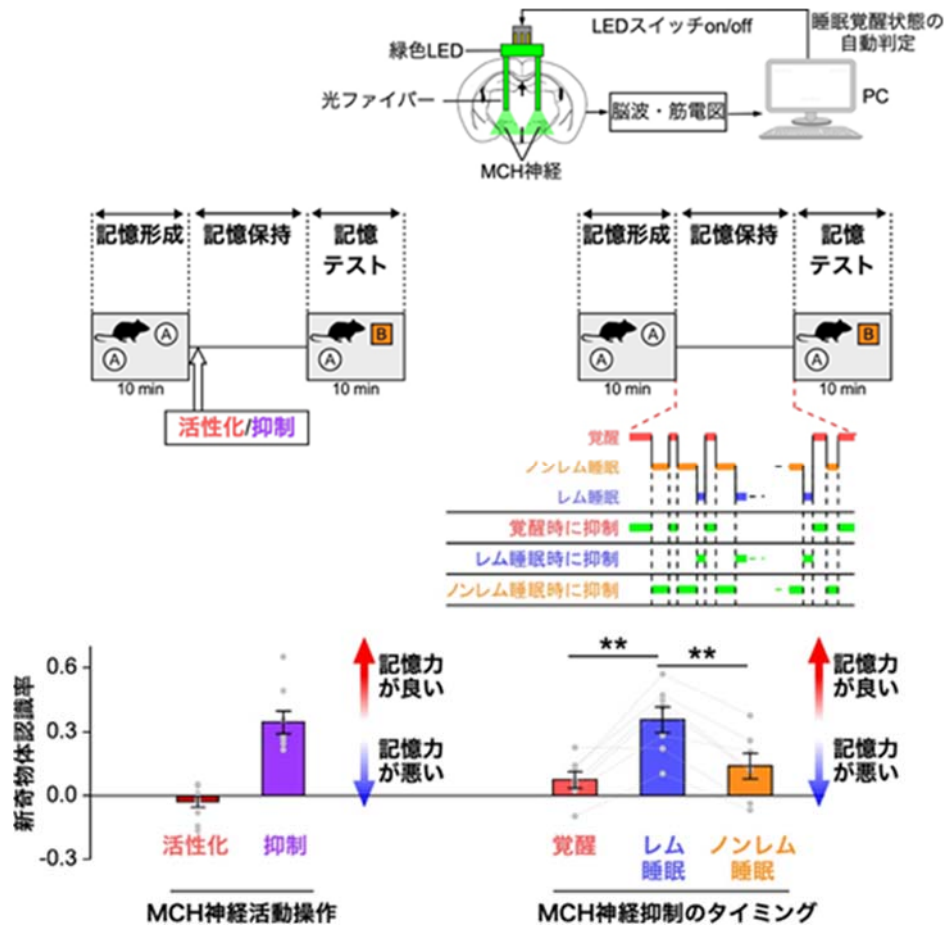 LEDスイッチon/off
睡眠覚醒状態の
自動判定
緑色LED
光ファイバー
脳波・筋電図
PC
MCH神経
記憶形成
記憶保持
記憶
テスト
A
A
B
10 min
10 min
活性化/抑制
記憶形成
記憶保持
記憶
テスト
A
A
B
10 min
10 min
覚醒
ノンレム睡眠
レム睡眠
覚醒時に抑制
レム睡眠時に抑制
ノンレム睡眠時に抑制
新奇物体認識率
0.6
0.3
0.0
-0.3
記憶力
が良い
記憶力
が悪い
活性化
抑制
MCH神経活動操作
**
**
記憶力
が良い
記憶力
が悪い
覚醒
レム
睡眠
ノンレム
睡眠
MCH神経抑制のタイミング